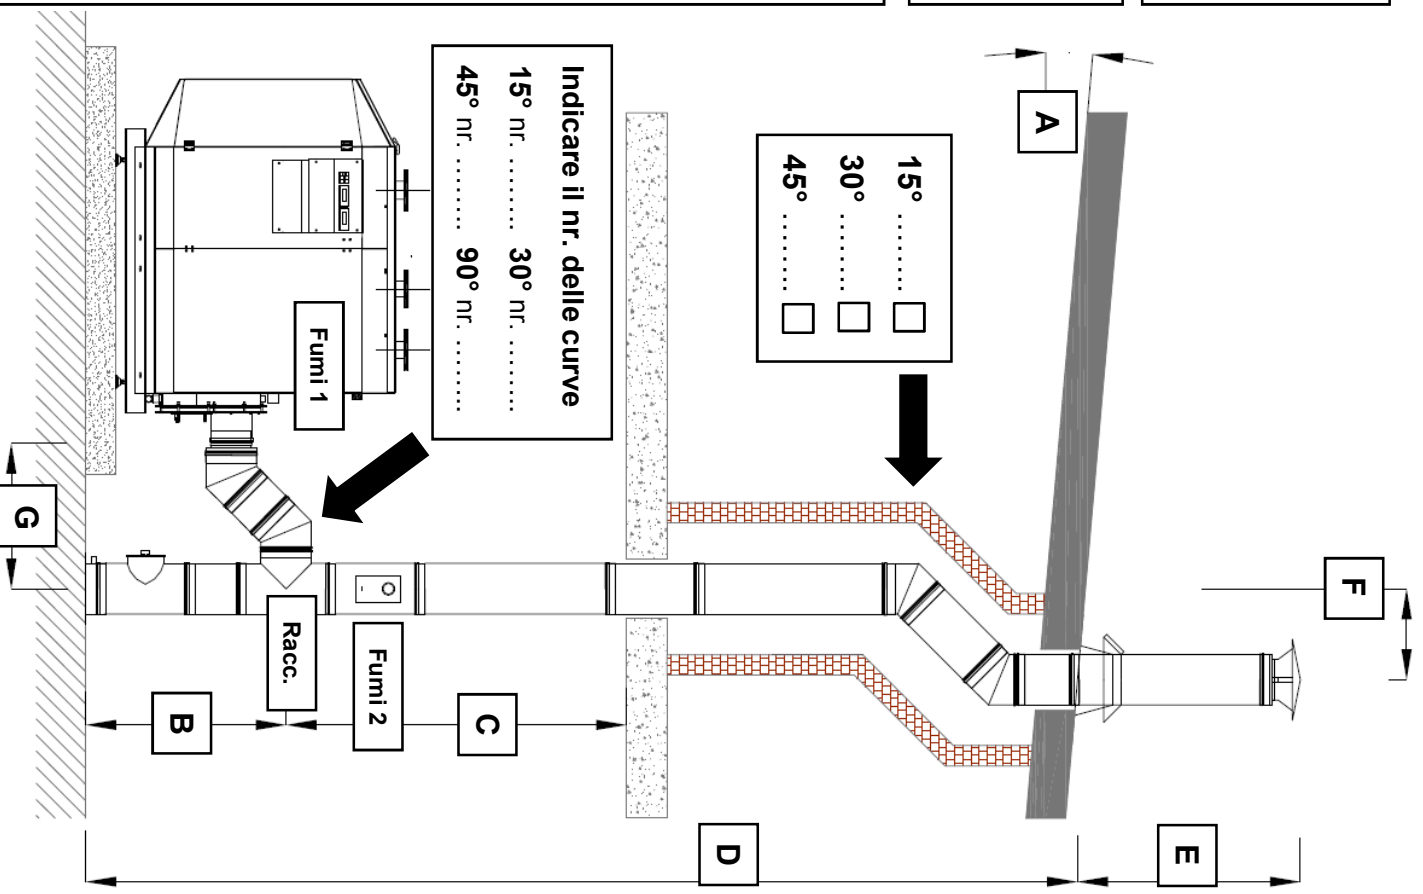 F
E
A
15° .........
30° .........
45° .........
D
Indicare il nr. delle curve
15° nr. ......... 30° nr. .........
45° nr. ......... 90° nr. .........
C
Fumi 2
Fumi 1
Racc.
B
G